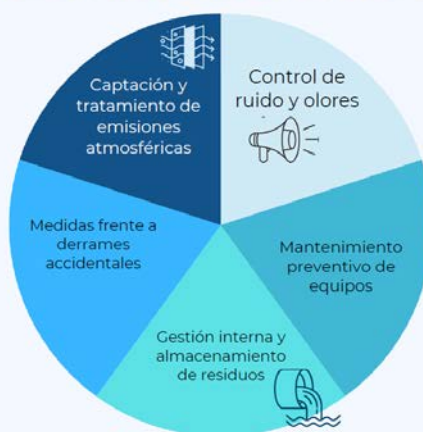 Captación y
tratamiento de
emisiones
atmosféricas
Control de
ruido y olores
Medidas frente a
derrames
accidentales
Mantenimiento
preventivo de
equipos
Gestión interna y
almacenamiento
de residuos